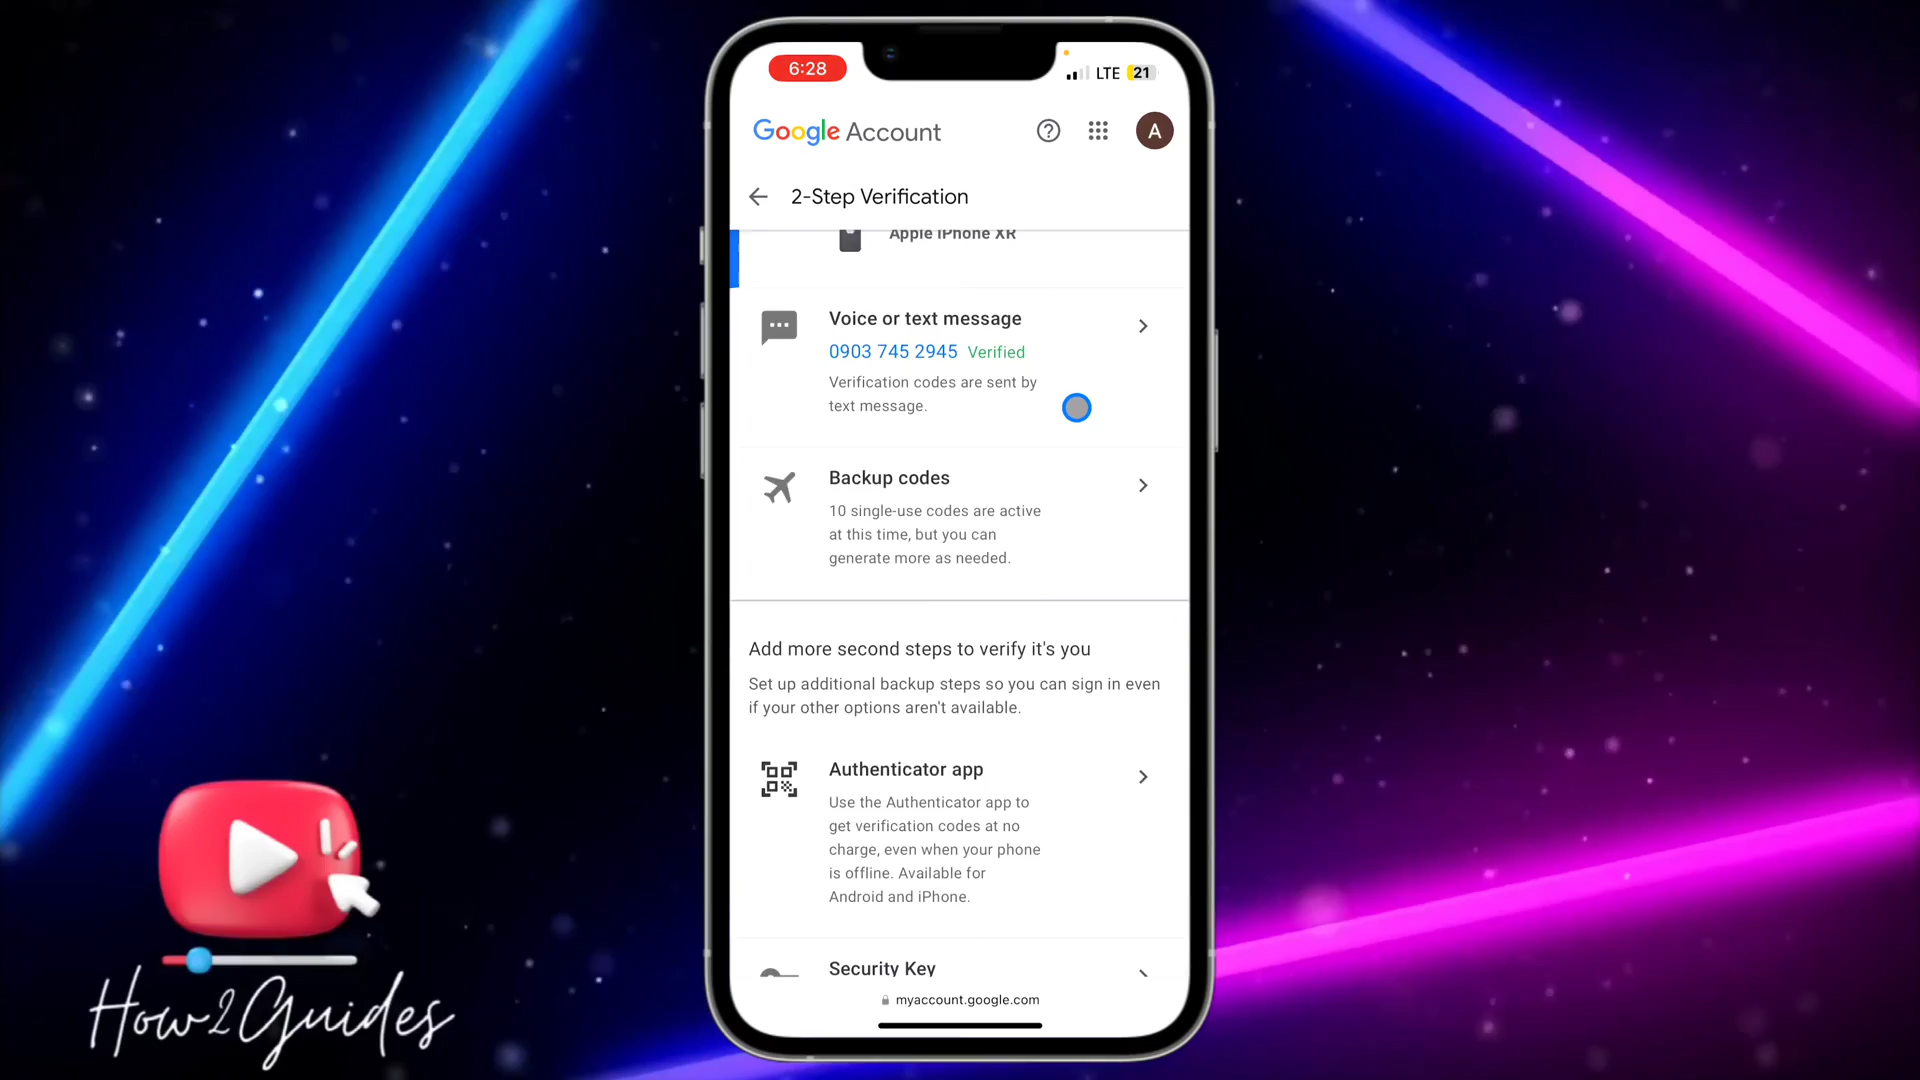 6:28
LTE 21
Google Account
A
2-Step Verification
Apple iPhone XR
Voice or text message
0903 745 2945 Verified
Verification codes are sent by
text message.
Backup codes
10 single-use codes are active
at this time, but you can
generate more as needed.
Add more second steps to verify it's you
Set up additional backup steps so you can sign in even
if your other options aren't available.
Authenticator app
Use the Authenticator app to
get verification codes at no
charge, even when your phone
is offline. Available for
Android and iPhone.
Security Key
myaccount.google.com
How2Guides